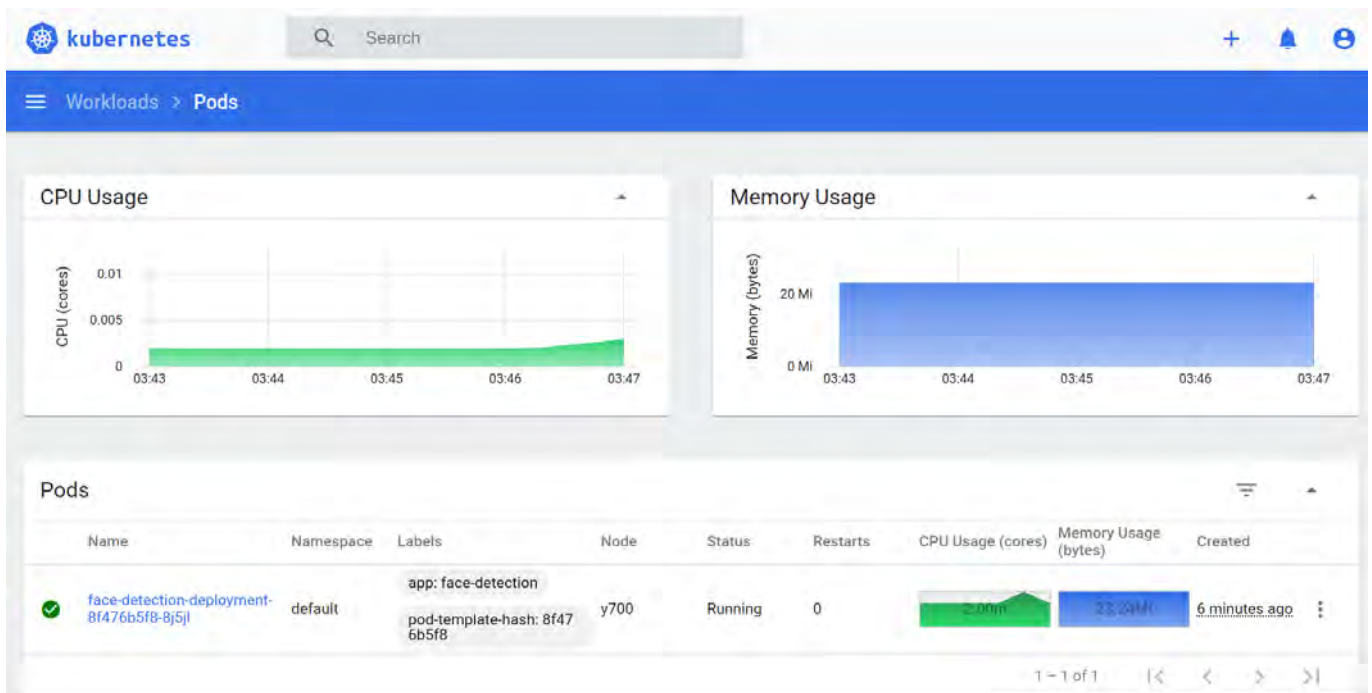 kubernetes
Search
Workloads > Pods
CPU Usage
CPU (cores)
0.01
0.005
0
03:43
03:44
03:45
03:46
03:47
Memory Usage
Memory (bytes)
20 Mi
0 Mi
03:43
03:44
03:45
03:46
03:47
Pods
Name
Namespace
Labels
Node
Status
Restarts
CPU Usage (cores)
Memory Usage
(bytes)
Created
face-detection-deployment-
8f476b5f8-8j5jl
default
app: face-detection
pod-template-hash: 8f47
6b5f8
y700
Running
0
2.00m
6 minutes ago
1 – 1 of 1